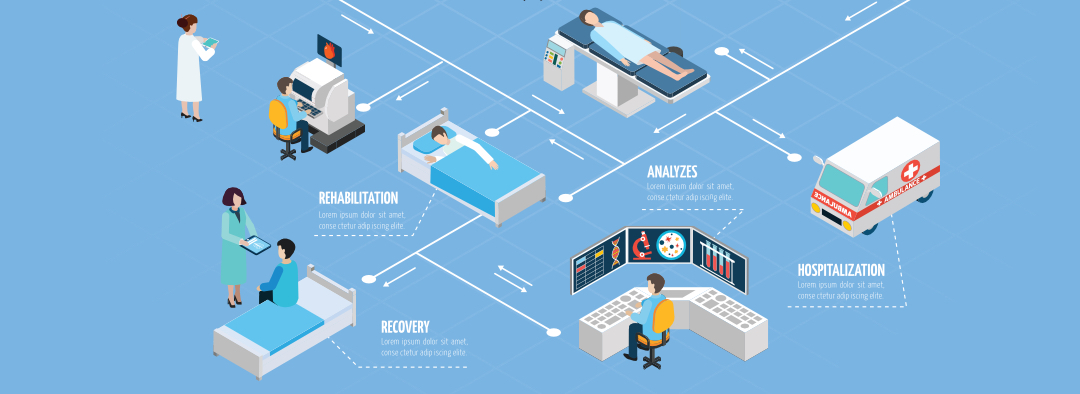 ANALYZES
Lorem ipsum dolor sit amet,
conse ctetur adip iscing elite.
REHABILITATION
Lorem ipsum dolor sit amet,
conse ctetur adip iscing elite.
AMBULANCE
AMBULANCE
HOSPITALIZATION
Lorem ipsum dolor sit amet,
conse ctetur adip iscing elite.
RECOVERY
Lorem ipsum dolor sit amet,
conse ctetur adip iscing elite.